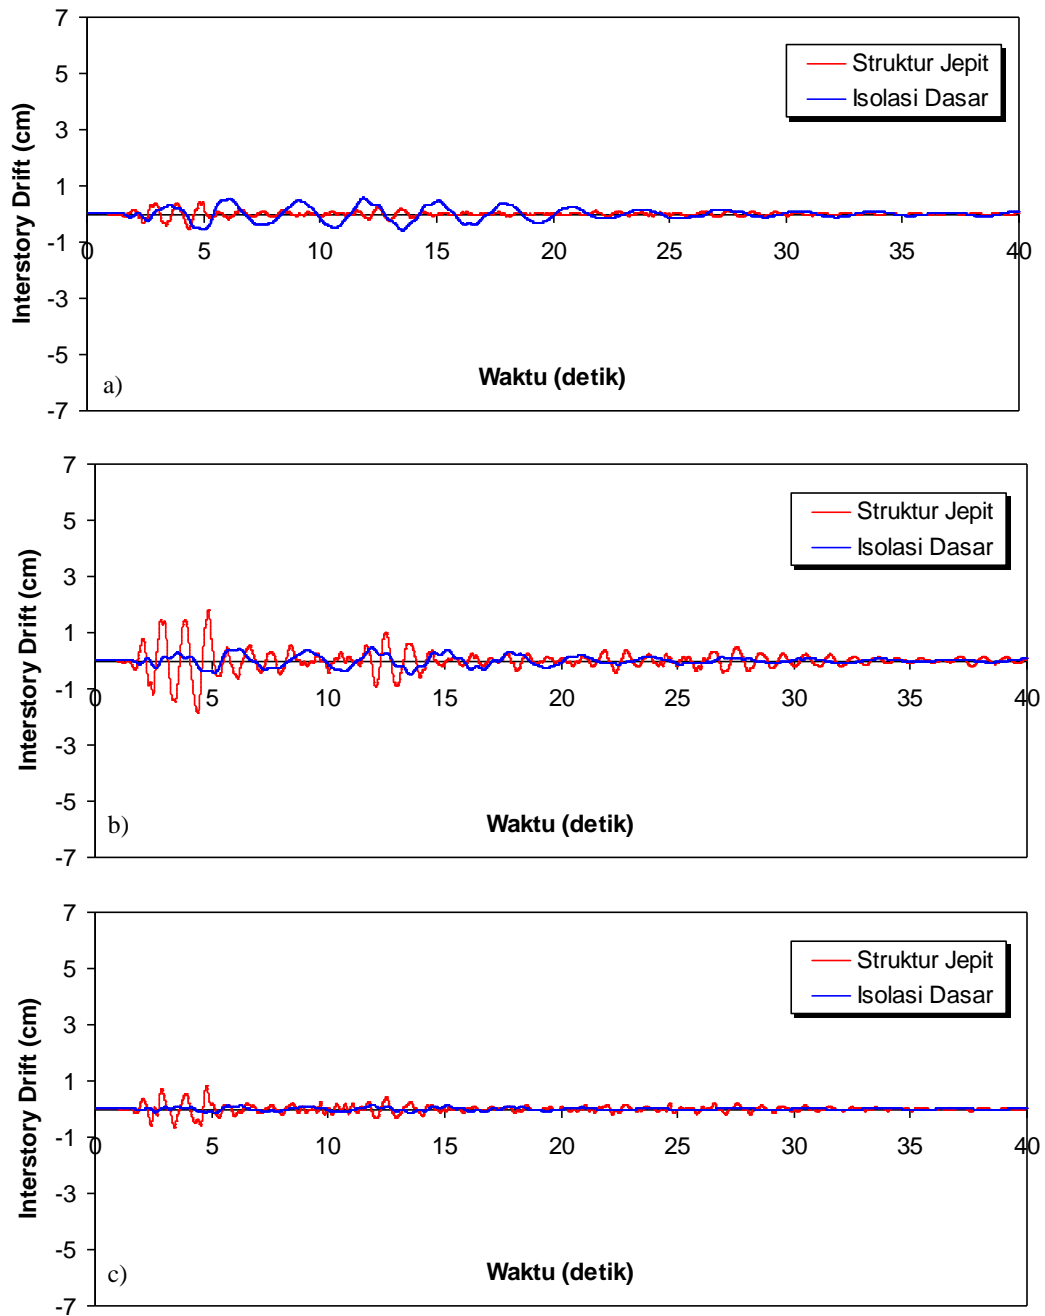 7
5
3
1
-1
-3
-5
-7
Interstory Drift (cm)
Struktur Jepit
Isolasi Dasar
0 5 10 15 20 25 30 35 40
Waktu (detik)
a)
7
5
3
1
-1
-3
-5
-7
Interstory Drift (cm)
Struktur Jepit
Isolasi Dasar
0 5 10 15 20 25 30 35 40
Waktu (detik)
b)
7
5
3
1
-1
-3
-5
-7
Interstory Drift (cm)
Struktur Jepit
Isolasi Dasar
0 5 10 15 20 25 30 35 40
Waktu (detik)
c)